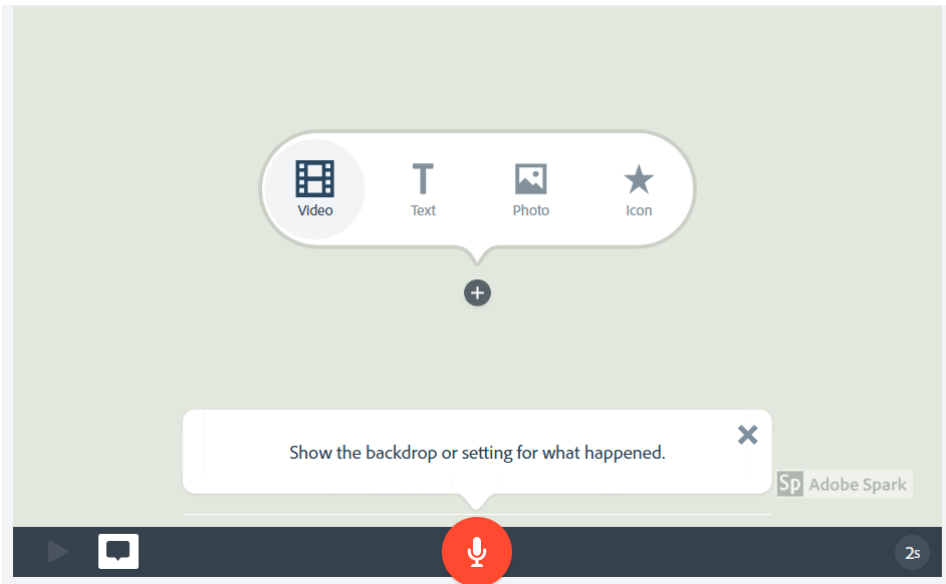 Video Text Photo Icon
Show the backdrop or setting for what happened.
Sp Adobe Spark
2s